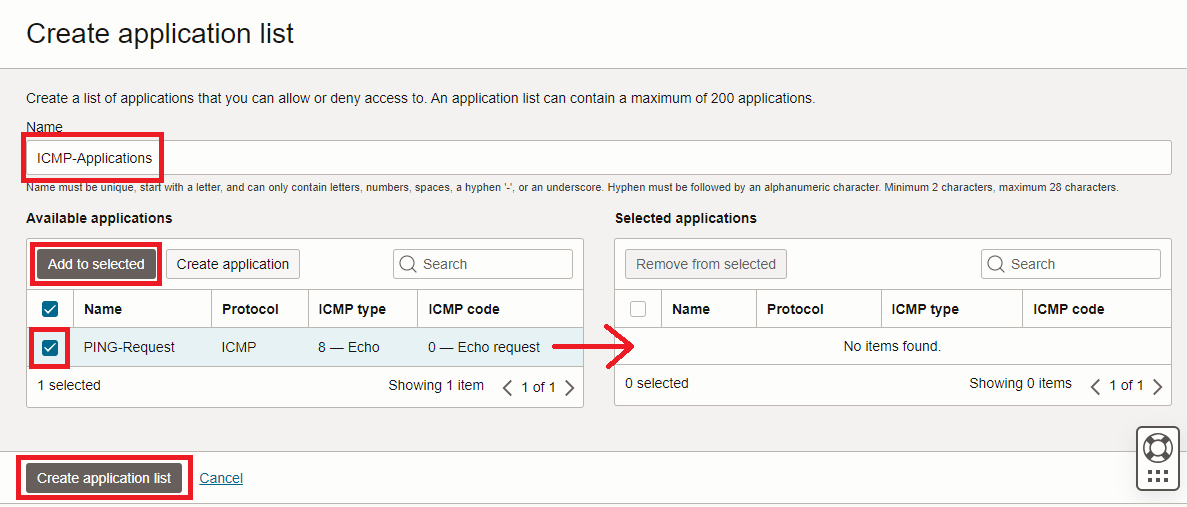 Create application list
Create a list of applications that you can allow or deny access to. An application list can contain a maximum of 200 applications.
Name
ICMP-Applications
Name must be unique, start with a letter, and can only contain letters, numbers, spaces, a hyphen '-', or an underscore. Hyphen must be followed by an alphanumeric character. Minimum 2 characters, maximum 28 characters.
Available applications
Add to selected Create application Search
Name Protocol ICMP type ICMP code
PING-Request ICMP 8 — Echo 0 — Echo request
1 selected Showing 1 item 1 of 1
Selected applications
Remove from selected Search
Name Protocol ICMP type ICMP code
No items found.
0 selected Showing 0 items 1 of 1
Create application list Cancel